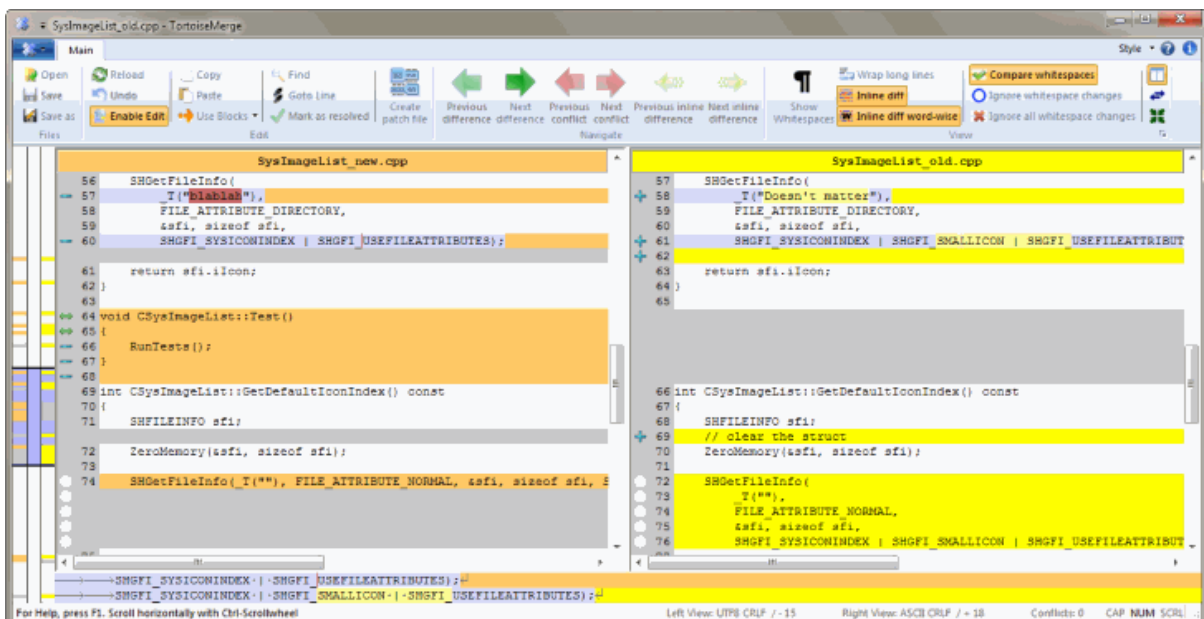 SysImageList_old.cpp - TortoiseMerge
Main
Style
Open
Reload
Copy
Find
Save
Undo
Paste
Goto Line
Save as
Enable Edit
Use Blocks
Mark as resolved
Create patch file
Previous difference
Next difference
Previous conflict
Next conflict
Previous inline difference
Next inline difference
Show Whitespaces
Wrap long lines
Inline diff
Inline diff word-wise
Compare whitespaces
Ignore whitespace changes
Ignore all whitespace changes
Files
Edit
Navigate
View
SysImageList_new.cpp
56 SHGetFileInfo(
57 _T("blablah"),
58 FILE_ATTRIBUTE_DIRECTORY,
59 &sfi, sizeof sfi,
60 SHGFI_SYSICONINDEX | SHGFI_USEFILEATTRIBUTES);
61 return sfi.iIcon;
62 }
63
64 void CSysImageList::Test()
65 {
66 RunTests();
67 }
68
69 int CSysImageList::GetDefaultIconIndex() const
70 {
71 SHFILEINFO sfi;
72 ZeroMemory(&sfi, sizeof sfi);
73
74 SHGetFileInfo(_T(""), FILE_ATTRIBUTE_NORMAL, &sfi, sizeof sfi, S
SysImageList_old.cpp
57 SHGetFileInfo(
58 _T("Doesn't matter"),
59 FILE_ATTRIBUTE_DIRECTORY,
60 &sfi, sizeof sfi,
61 SHGFI_SYSICONINDEX | SHGFI_SMALLICON | SHGFI_USEFILEATTRIBUT
62
63 return sfi.iIcon;
64 }
65
66 int CSysImageList::GetDefaultIconIndex() const
67 {
68 SHFILEINFO sfi;
69 // clear the struct
70 ZeroMemory(&sfi, sizeof sfi);
71
72 SHGetFileInfo(
73 _T(""),
74 FILE_ATTRIBUTE_NORMAL,
75 &sfi, sizeof sfi,
76 SHGFI_SYSICONINDEX | SHGFI_SMALLICON | SHGFI_USEFILEATTRIBUT
SHGFI_SYSICONINDEX·|·SHGFI_USEFILEATTRIBUTES);
SHGFI_SYSICONINDEX·|·SHGFI_SMALLICON·|·SHGFI_USEFILEATTRIBUTES);
For Help, press F1. Scroll horizontally with Ctrl-Scrollwheel
Left View: UTF8 CRLF / - 15
Right View: ASCII CRLF / + 18
Conflicts: 0
CAP NUM SCRL